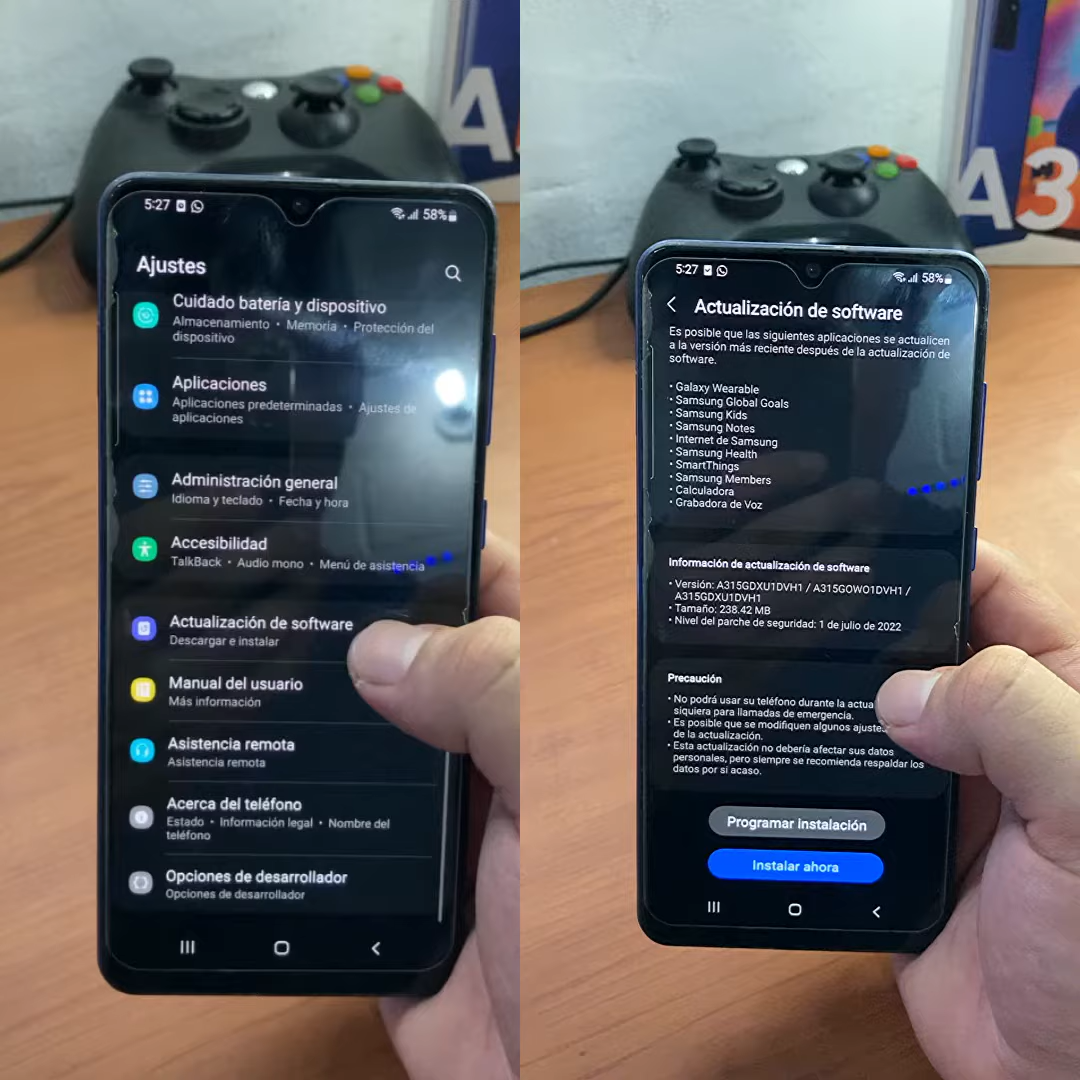 A
5:27
58%
Ajustes
Cuidado batería y dispositivo
Almacenamiento • Memoria • Protección del
dispositivo
Aplicaciones
Aplicaciones predeterminadas • Ajustes de
aplicaciones
Administración general
Idioma y teclado • Fecha y hora
Accesibilidad
TalkBack • Audio mono • Menú de asistencia
Actualización de software
Descargar e instalar
Manual del usuario
Más información
Asistencia remota
Asistencia remota
Acerca del teléfono
Estado • Información legal • Nombre del
teléfono
Opciones de desarrollador
Opciones de desarrollador
A3
5:27
58%
Actualización de software
Es posible que las siguientes aplicaciones se actualicen
a la versión más reciente después de la actualización de
software.
• Galaxy Wearable
• Samsung Global Goals
• Samsung Kids
• Samsung Notes
• Internet de Samsung
• Samsung Health
• SmartThings
• Samsung Members
• Calculadora
• Grabadora de Voz
Información de actualización de software
• Versión: A315GDXU1DVH1 / A315GOWO1DVH1 /
A315GDXU1DVH1
• Tamaño: 238.42 MB
• Nivel del parche de seguridad: 1 de julio de 2022
Precaución
• No podrá usar su teléfono durante la actua
siquiera para llamadas de emergencia.
• Es posible que se modifiquen algunos ajuste
de la actualización.
• Esta actualización no debería afectar sus datos
personales, pero siempre se recomienda respaldar los
datos por si acaso.
Programar instalación
Instalar ahora